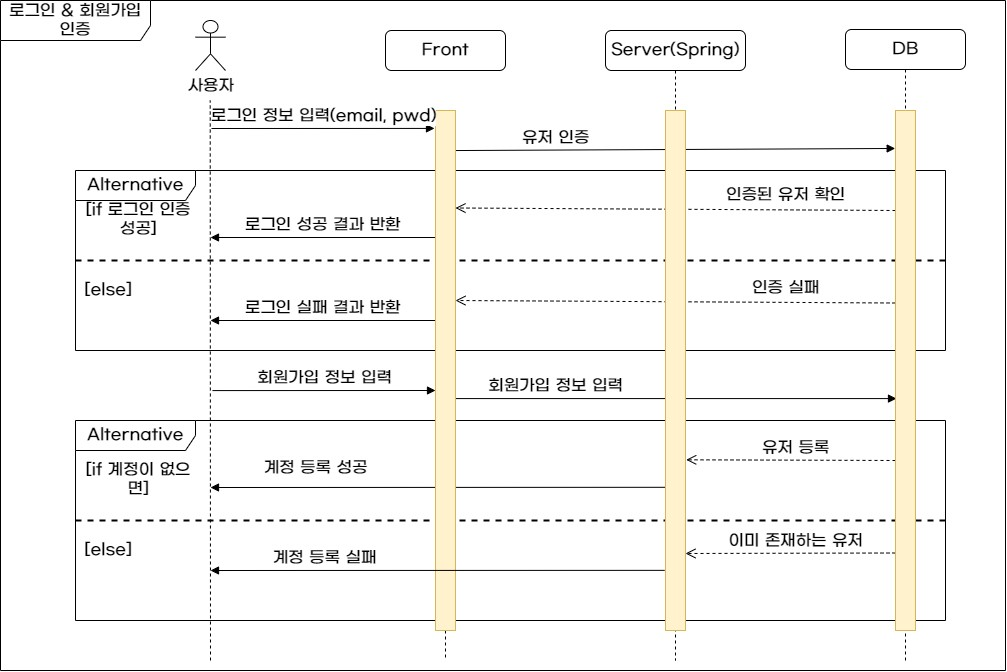 로그인 & 회원가입
인증
사용자
Front
Server(Spring)
DB
로그인 정보 입력(email, pwd)
유저 인증
Alternative
[if 로그인 인증
성공]
인증된 유저 확인
로그인 성공 결과 반환
[else]
인증 실패
로그인 실패 결과 반환
회원가입 정보 입력
회원가입 정보 입력
Alternative
[if 계정이 없으
면]
유저 등록
계정 등록 성공
[else]
이미 존재하는 유저
계정 등록 실패